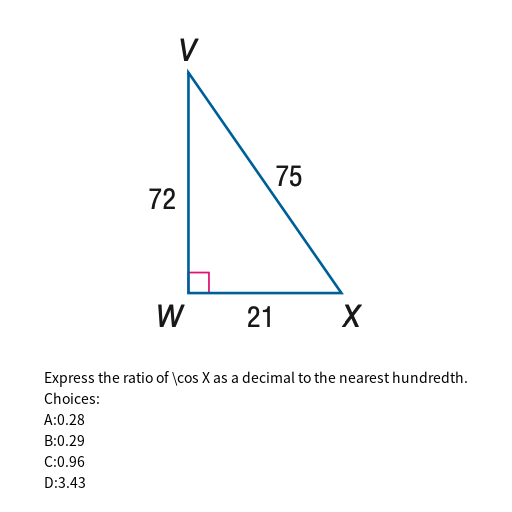 V
72
75
W
21
X
Express the ratio of \cos X as a decimal to the nearest hundredth.
Choices:
A:0.28
B:0.29
C:0.96
D:3.43